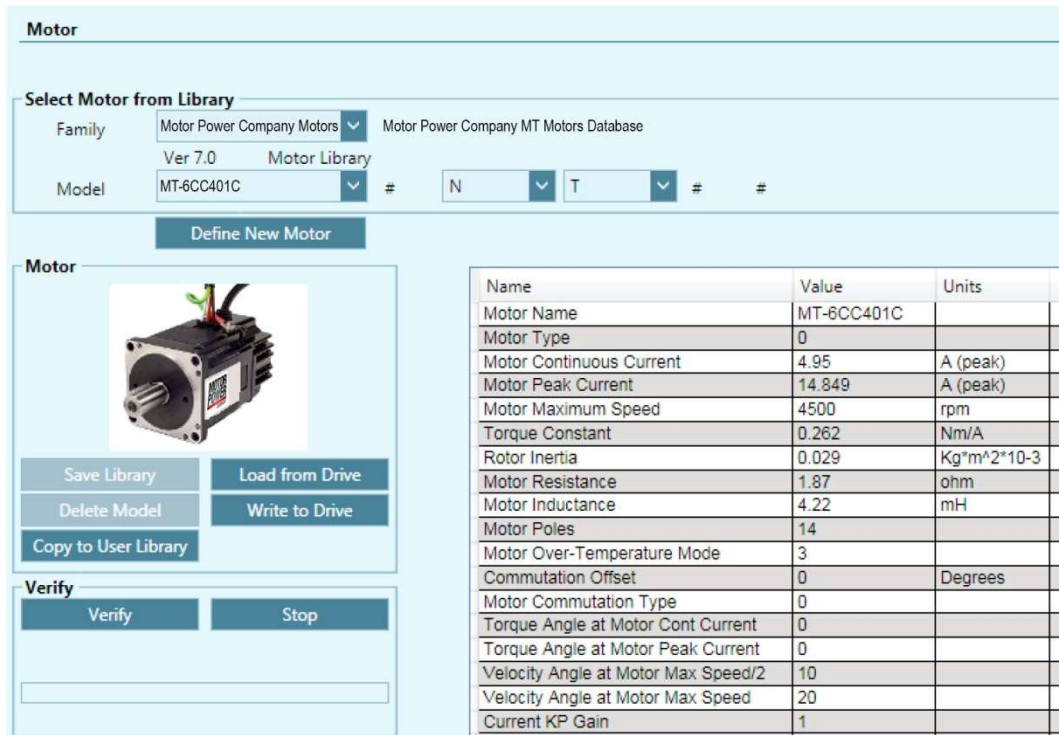 Motor
Select Motor from Library
Family Motor Power Company Motors Motor Power Company MT Motors Database
Ver 7.0 Motor Library
Model MT-6CC401C # N T # #
Define New Motor
Motor
MOTOR
POWER
Save Library Load from Drive
Delete Model Write to Drive
Copy to User Library
Verify
Verify Stop
Name Value Units
Motor Name MT-6CC401C
Motor Type 0
Motor Continuous Current 4.95 A (peak)
Motor Peak Current 14.849 A (peak)
Motor Maximum Speed 4500 rpm
Torque Constant 0.262 Nm/A
Rotor Inertia 0.029 Kg*m^2*10-3
Motor Resistance 1.87 ohm
Motor Inductance 4.22 mH
Motor Poles 14
Motor Over-Temperature Mode 3
Commutation Offset 0 Degrees
Motor Commutation Type 0
Torque Angle at Motor Cont Current 0
Torque Angle at Motor Peak Current 0
Velocity Angle at Motor Max Speed/2 10
Velocity Angle at Motor Max Speed 20
Current KP Gain 1